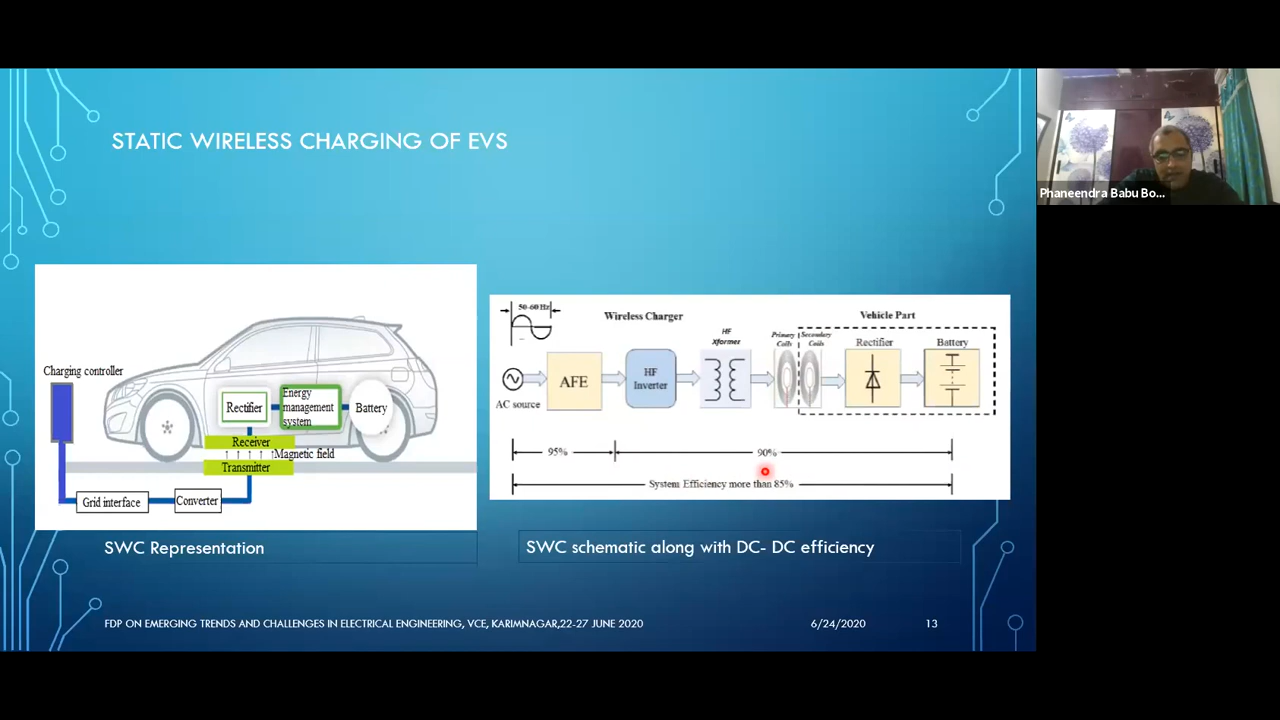 STATIC WIRELESS CHARGING OF EVS
Phaneendra Babu Bo...
Charging controller
Rectifier
Energy
management
system
Battery
Receiver
Magnetic field
Transmitter
Grid interface
Converter
50-60 Hz
Wireless Charger
Vehicle Part
HF
Xformer
Primary
Coils
Secondary
Coils
Rectifier
Battery
AFE
HF
Inverter
AC source
95%
90%
System Efficiency more than 85%
SWC Representation
SWC schematic along with DC- DC efficiency
FDP ON EMERGING TRENDS AND CHALLENGES IN ELECTRICAL ENGINEERING, VCE, KARIMNAGAR,22-27 JUNE 2020
6/24/2020
13